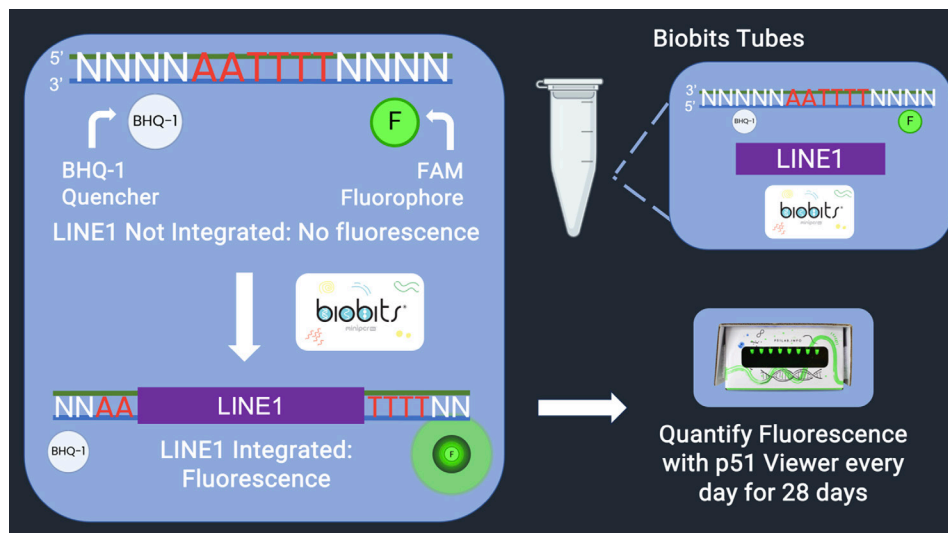 5'
NNNNAATTTTNNNN
3'
BHQ-1
F
BHQ-1
Quencher
FAM
Fluorophore
LINE1 Not Integrated: No fluorescence
biobits®
minipcr
NNAA
LINE1
TTTTNN
BHQ-1
LINE1 Integrated:
Fluorescence
F
Biobits Tubes
3'
5'
NNNNNAATTTTNNNN
BHQ-1
F
LINE1
biobits®
Quantify Fluorescence
with p51 Viewer every
day for 28 days